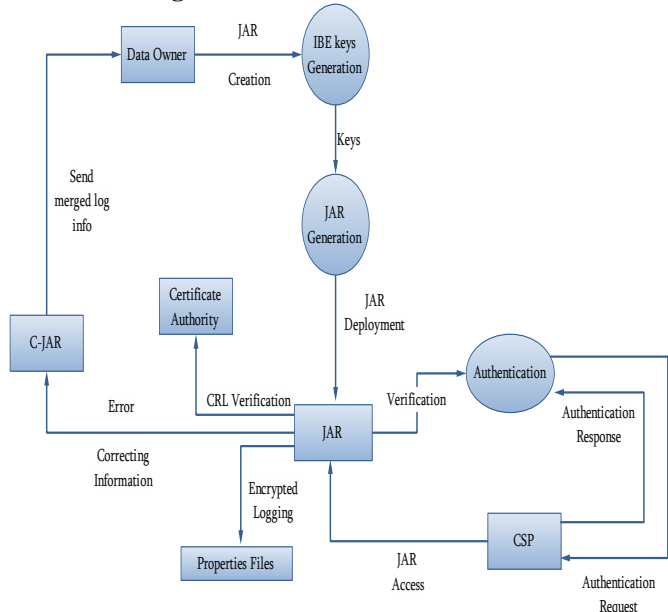 JAR
Data Owner
Creation
IBE keys
Generation
Keys
Send
merged log
info
JAR
Generation
Certificate
Authority
JAR
Deployment
C-JAR
Authentication
Error
CRL Verification
Verification
Authentication
Response
JAR
Correcting
Information
Encrypted
Logging
CSP
Properties Files
JAR
Access
Authentication
Request